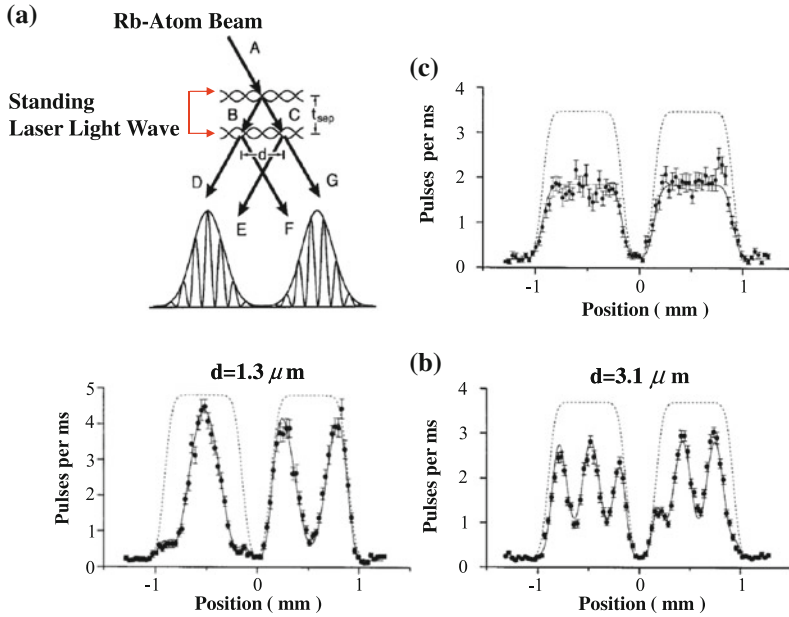 (a)
Rb-Atom Beam
A
Standing
Laser Light Wave
B
C
t_sep
d
D
E
F
G
(c)
4
3
2
1
0
Pulses per ms
-1
0
1
Position ( mm )
d=1.3 μm
5
4
3
2
1
0
Pulses per ms
-1
0
1
Position ( mm )
(b)
d=3.1 μm
4
3
2
1
0
Pulses per ms
-1
0
1
Position ( mm )